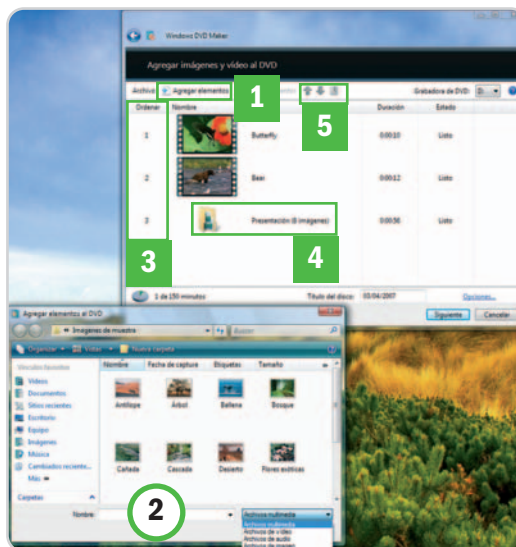 Windows DVD Maker
Agregar imágenes y vídeo al DVD
Archivo Agregar elementos
Grabadora de DVD: D...
1
5
Ordenar Nombre Duración Estado
1 Butterfly 0:00:10 Listo
2 Bear 0:00:12 Listo
3 Presentación (8 imágenes) 0:00:56 Listo
3
4
1 de 150 minutos Título del disco: 03/04/2007 Opciones...
Siguiente Cancelar
Agregar elementos al DVD
Imágenes de muestra
Buscar
Organizar Vistas Nueva carpeta
Vínculos favoritos
Vídeos
Documentos
Sitios recientes
Escritorio
Equipo
Imágenes
Música
Cambiados reciente...
Más
Carpetas
Nombre Fecha de captura Etiquetas Tamaño
Antílope Árbol Ballena Bosque
Cañada Cascada Desierto Flores exóticas
2
Nombre:
Archivos multimedia
Archivos multimedia
Archivos de vídeo
Archivos de audio
Archivos de imagen